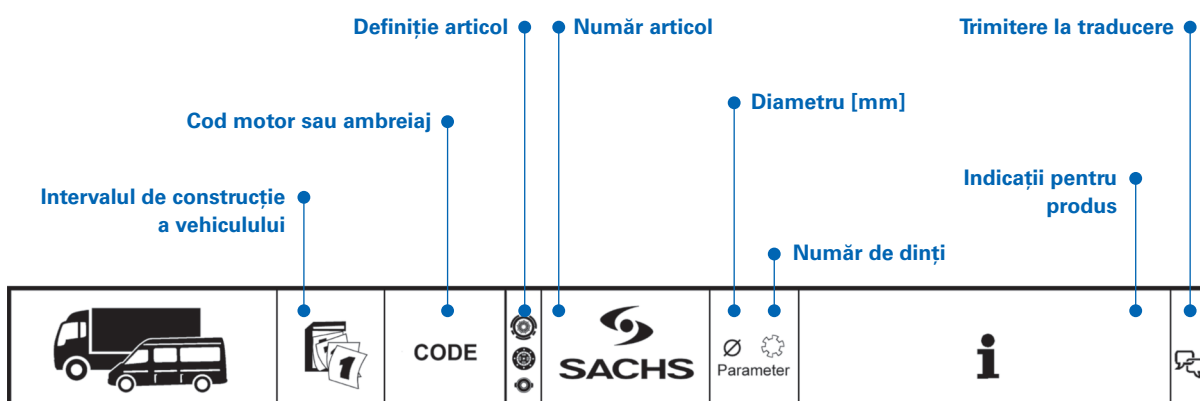 Definiție articol
Număr articol
Trimitere la traducere
Diametru [mm]
Cod motor sau ambreiaj
Indicații pentru
produs
Intervalul de construcție
a vehiculului
Număr de dinți
1
CODE
SACHS
Ø
Parameter
i